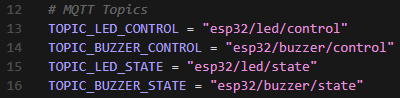 12 # MQTT Topics
13 TOPIC_LED_CONTROL = "esp32/led/control"
14 TOPIC_BUZZER_CONTROL = "esp32/buzzer/control"
15 TOPIC_LED_STATE = "esp32/led/state"
16 TOPIC_BUZZER_STATE = "esp32/buzzer/state"